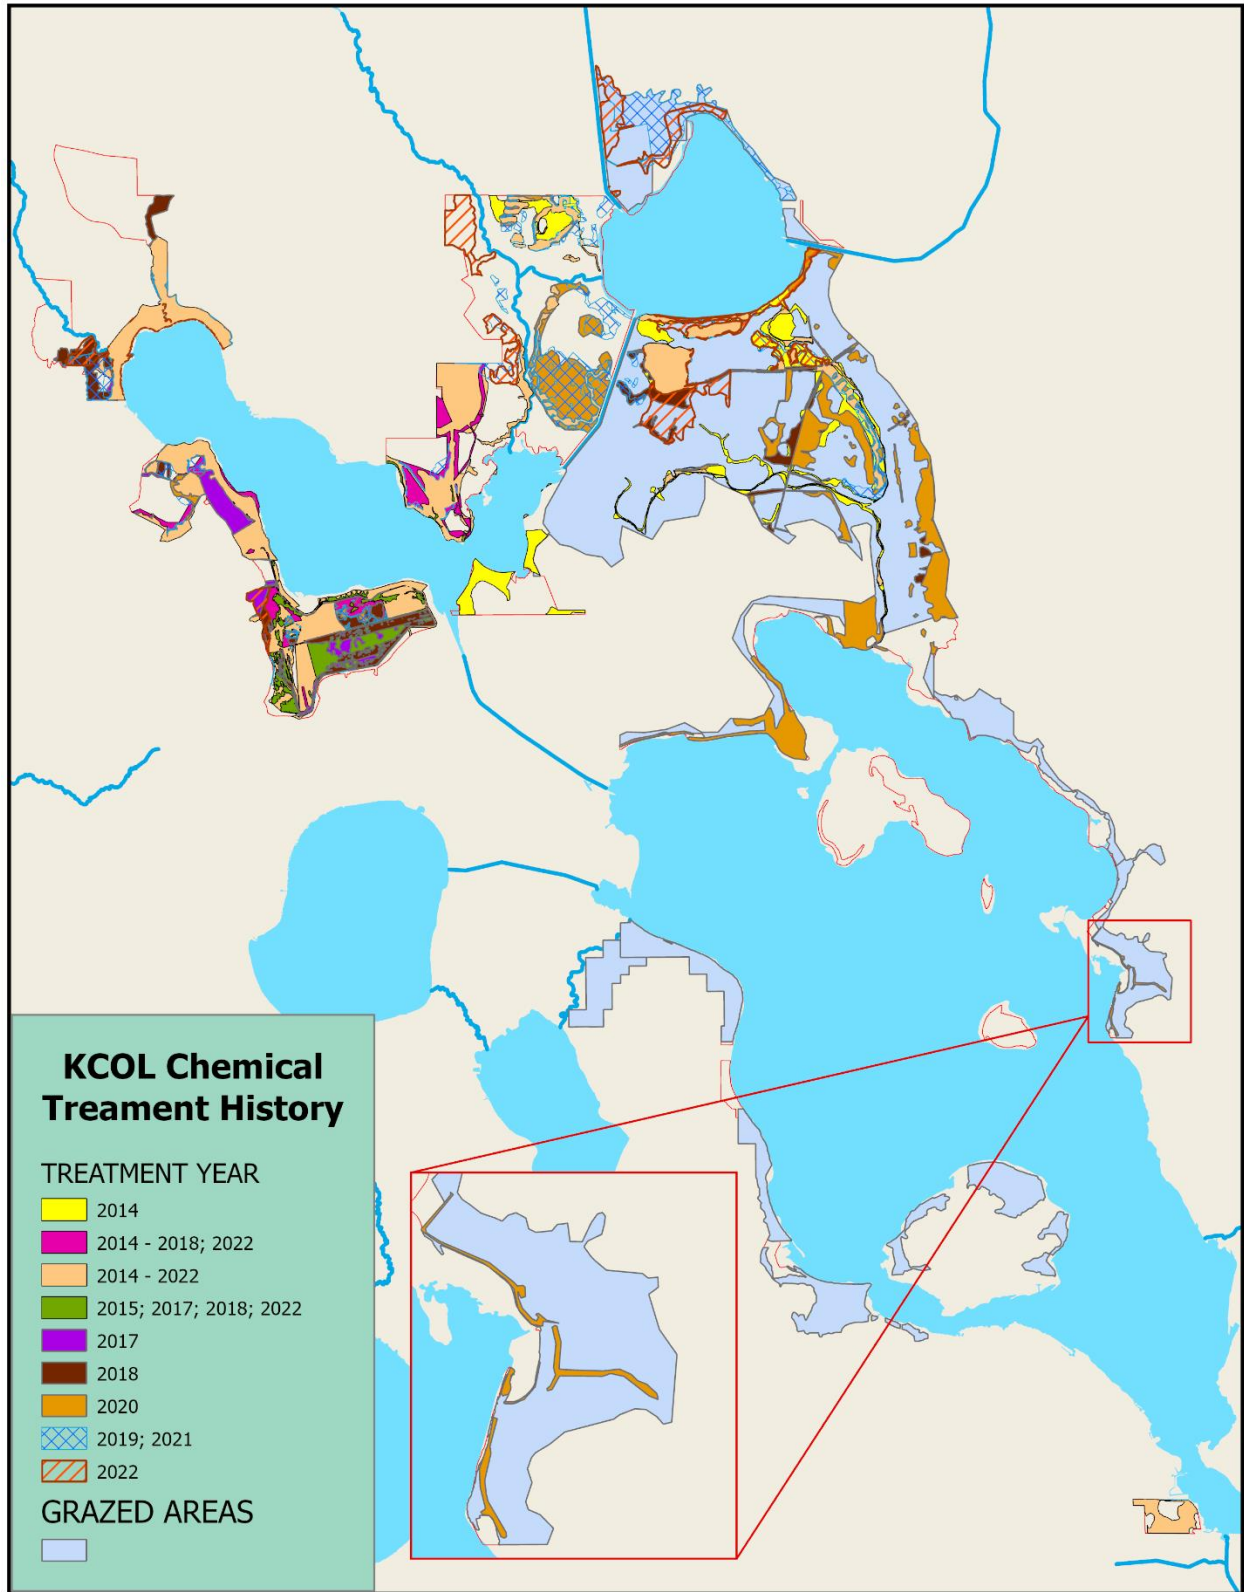 KCOL Chemical
Treament History
TREATMENT YEAR
2014
2014 - 2018; 2022
2014 - 2022
2015; 2017; 2018; 2022
2017
2018
2020
2019; 2021
2022
GRAZED AREAS